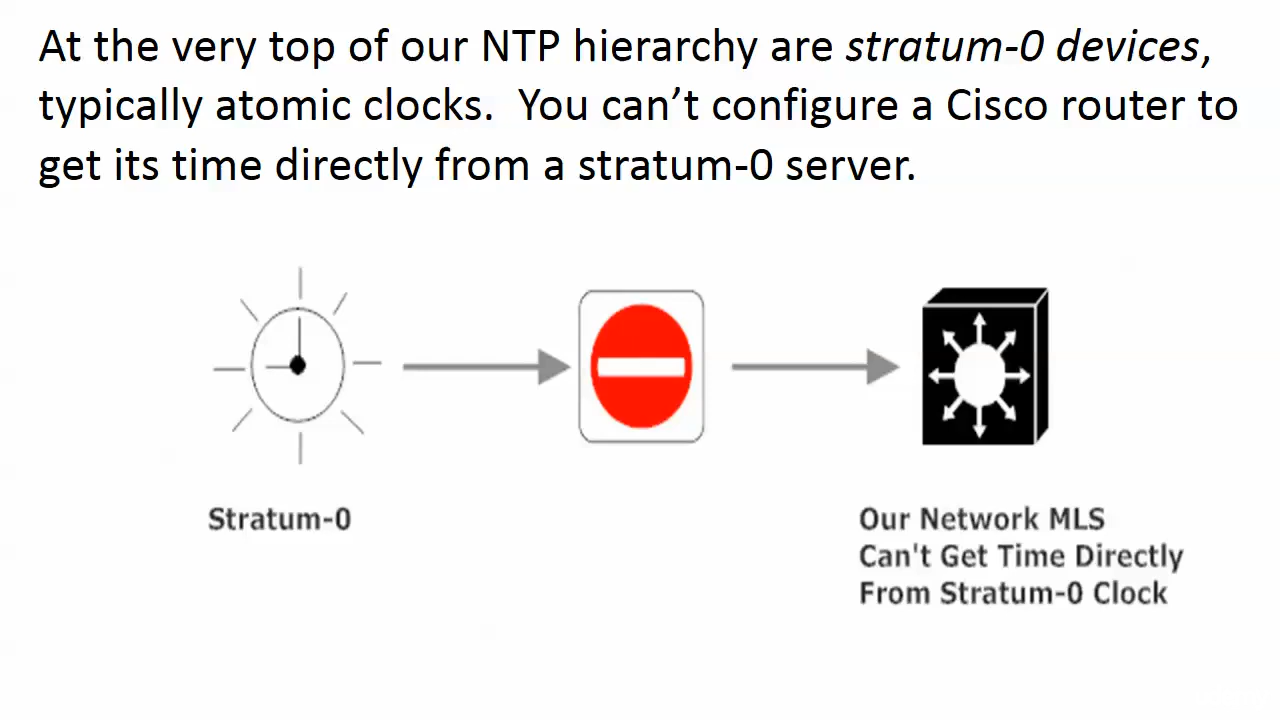 At the very top of our NTP hierarchy are stratum-0 devices,
typically atomic clocks.  You can’t configure a Cisco router to
get its time directly from a stratum-0 server.
Stratum-0
Our Network MLS
Can't Get Time Directly
From Stratum-0 Clock